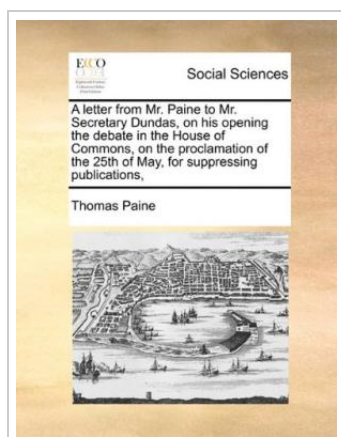 ECCO
Social Sciences
A letter from Mr. Paine to Mr.
Secretary Dundas, on his opening
the debate in the House of
Commons, on the proclamation of
the 25th of May, for suppressing
publications,
Thomas Paine